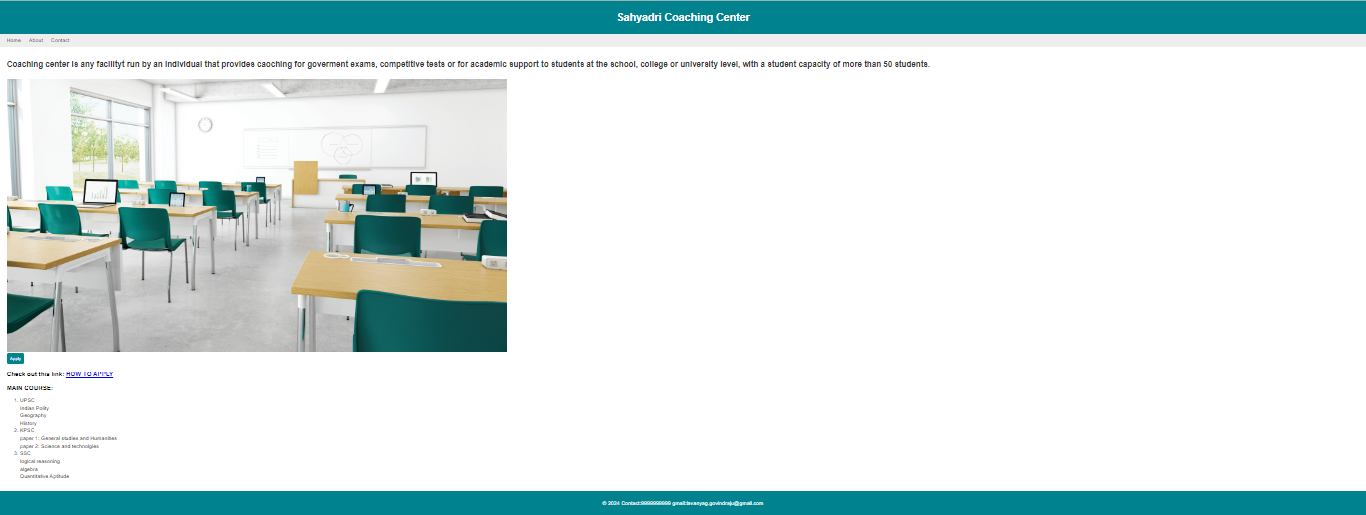 Sahyadri Coaching Center
Home About Contact
Coaching center is any facilityt run by an individual that provides caoching for goverment exams, competitive tests or for academic support to students at the school, college or university level, with a student capacity of more than 50 students.
Apply
Check out this link: HOW TO APPLY
MAIN COURSE:
1. UPSC
Indian Polity
Geography
History
2. KPSC
paper 1: General studies and Humanities
paper 2: Science and technolgies
3. SSC
logical reasoning
algebra
Quantitative Aptitude
© 2024 Contact:9999999999 gmail:lavanyag.govindraju@gmail.com